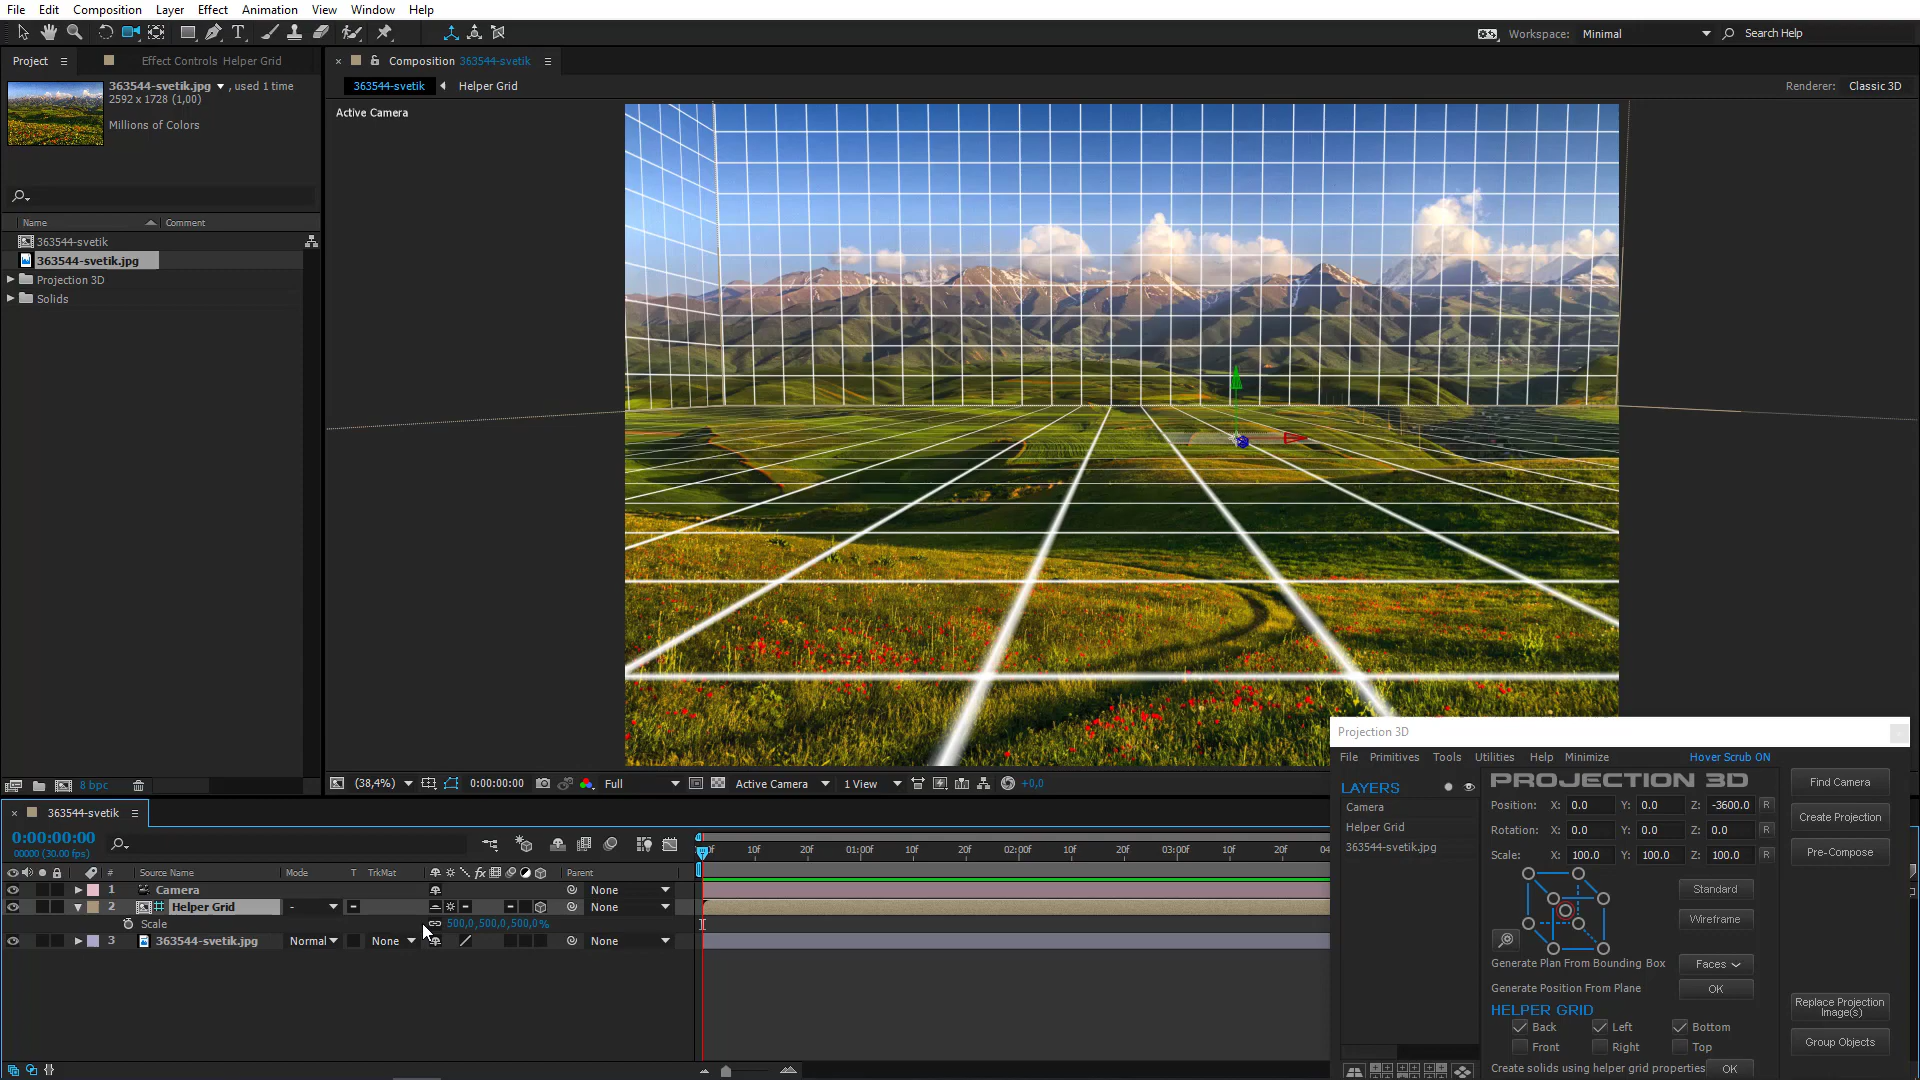 File Edit Composition Layer Effect Animation View Window Help
Workspace: Minimal Search Help
Project Effect Controls Helper Grid
363544-svetik.jpg , used 1 time
2592 x 1728 (1,00)
Millions of Colors
Name Comment
363544-svetik
363544-svetik.jpg
Projection 3D
Solids
8 bpc
Composition 363544-svetik
363544-svetik Helper Grid
Renderer: Classic 3D
Active Camera
(38,4%) 0:00:00:00 Full Active Camera 1 View +0,0
363544-svetik
0:00:00:00
00000 (30.00 fps)
# Source Name Mode T TrkMat Parent
1 Camera None
2 Helper Grid - None
Scale 500,0,500,0,500,0%
3 363544-svetik.jpg Normal None None
0f 10f 20f 01:00f 10f 20f 02:00f 10f 20f 03:00f 10f 20f 04
Projection 3D
File Primitives Tools Utilities Help Minimize Hover Scrub ON
LAYERS
Camera
Helper Grid
363544-svetik.jpg
PROJECTION 3D
Position: X: 0.0 Y: 0.0 Z: -3600.0 R
Rotation: X: 0.0 Y: 0.0 Z: 0.0 R
Scale: X: 100.0 Y: 100.0 Z: 100.0 R
Standard
Wireframe
Generate Plan From Bounding Box Faces
Generate Position From Plane OK
HELPER GRID
Back Left Bottom
Front Right Top
Create solids using helper grid properties OK
Find Camera
Create Projection
Pre-Compose
Replace Projection
Image(s)
Group Objects